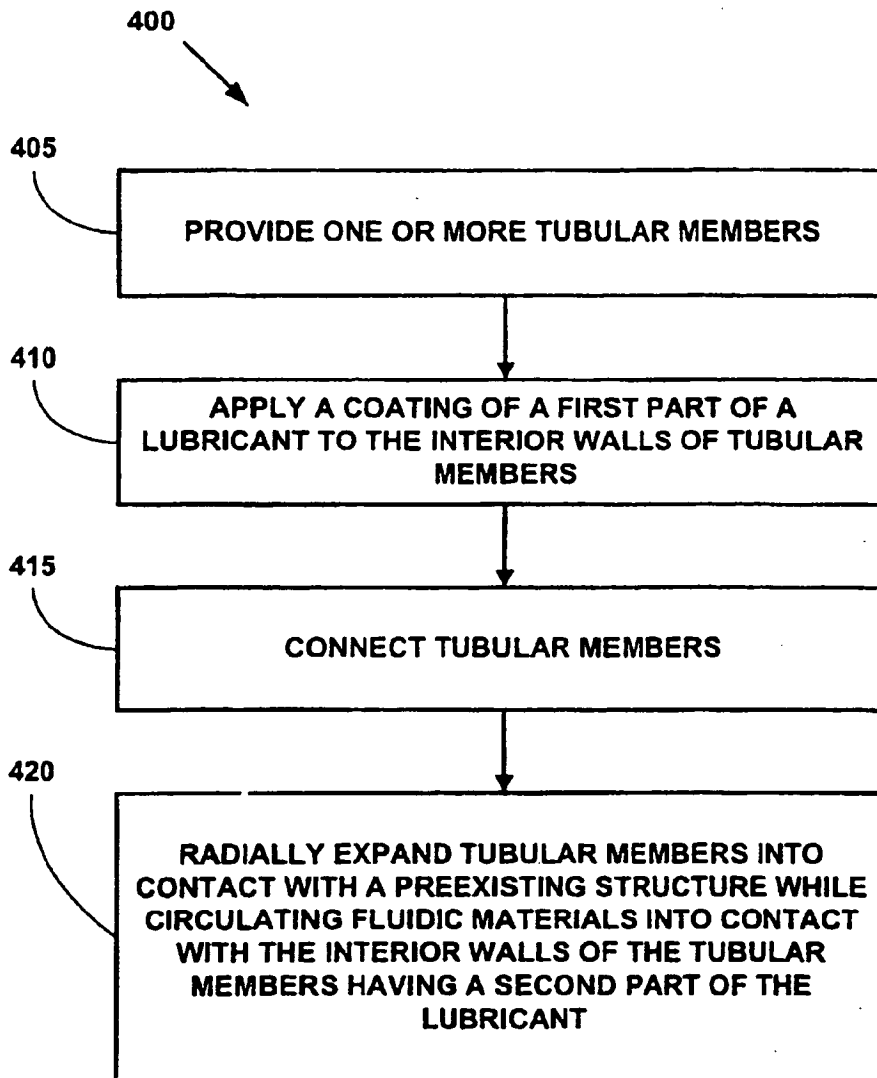 400
405
PROVIDE ONE OR MORE TUBULAR MEMBERS
410
APPLY A COATING OF A FIRST PART OF A
LUBRICANT TO THE INTERIOR WALLS OF TUBULAR
MEMBERS
415
CONNECT TUBULAR MEMBERS
420
RADIALLY EXPAND TUBULAR MEMBERS INTO
CONTACT WITH A PREEXISTING STRUCTURE WHILE
CIRCULATING FLUIDIC MATERIALS INTO CONTACT
WITH THE INTERIOR WALLS OF THE TUBULAR
MEMBERS HAVING A SECOND PART OF THE
LUBRICANT